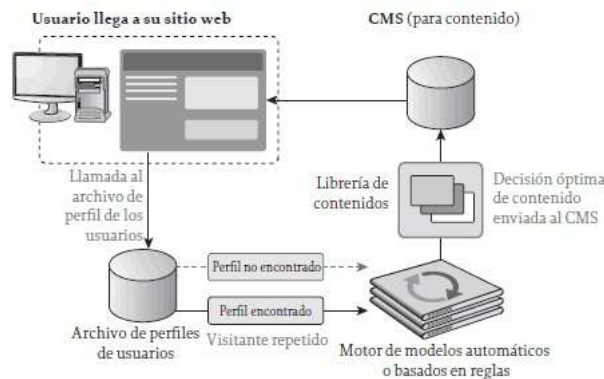 Usuario llega a su sitio web
CMS (para contenido)
Llamada al
archivo de
perfil de los
usuarios
Librería de
contenidos
Decisión óptima
de contenido
enviada al CMS
Perfil no encontrado
Perfil encontrado
Visitante repetido
Archivo de perfiles
de usuarios
Motor de modelos automáticos
o basados en reglas